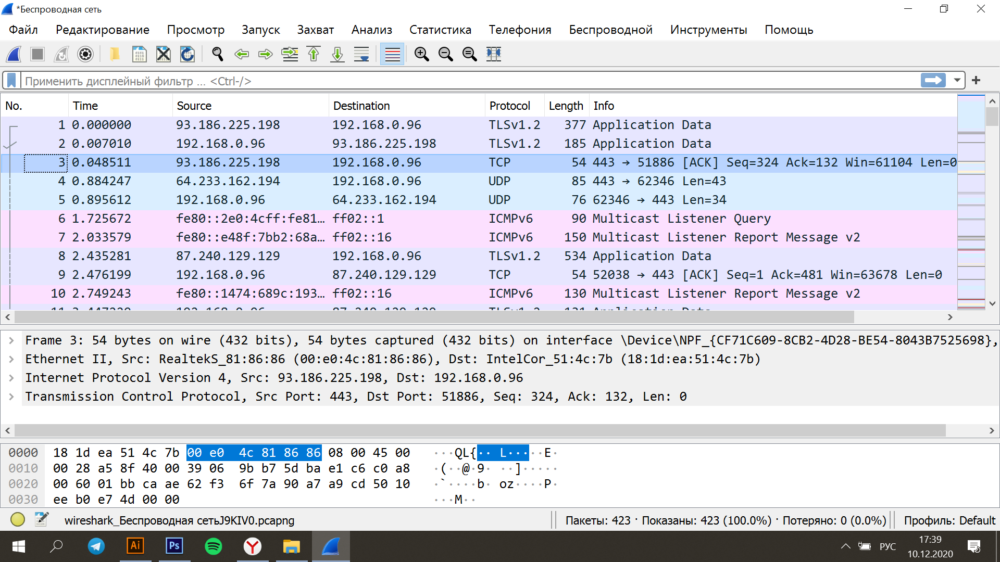 *Беспроводная сеть
Файл Редактирование Просмотр Запуск Захват Анализ Статистика Телефония Беспроводной Инструменты Помощь
Применить дисплейный фильтр … <Ctrl-/>
No. Time Source Destination Protocol Length Info
1 0.000000 93.186.225.198 192.168.0.96 TLSv1.2 377 Application Data
2 0.007010 192.168.0.96 93.186.225.198 TLSv1.2 185 Application Data
3 0.048511 93.186.225.198 192.168.0.96 TCP 54 443 → 51886 [ACK] Seq=324 Ack=132 Win=61104 Len=0
4 0.884247 64.233.162.194 192.168.0.96 UDP 85 443 → 62346 Len=43
5 0.895612 192.168.0.96 64.233.162.194 UDP 76 62346 → 443 Len=34
6 1.725672 fe80::2e0:4cff:fe81… ff02::1 ICMPv6 90 Multicast Listener Query
7 2.033579 fe80::e48f:7bb2:68a… ff02::16 ICMPv6 150 Multicast Listener Report Message v2
8 2.435281 87.240.129.129 192.168.0.96 TLSv1.2 534 Application Data
9 2.476199 192.168.0.96 87.240.129.129 TCP 54 52038 → 443 [ACK] Seq=1 Ack=481 Win=63678 Len=0
10 2.749243 fe80::1474:689c:193… ff02::16 ICMPv6 130 Multicast Listener Report Message v2
Frame 3: 54 bytes on wire (432 bits), 54 bytes captured (432 bits) on interface \Device\NPF_{CF71C609-8CB2-4D28-BE54-8043B7525698},
Ethernet II, Src: RealtekS_81:86:86 (00:e0:4c:81:86:86), Dst: IntelCor_51:4c:7b (18:1d:ea:51:4c:7b)
Internet Protocol Version 4, Src: 93.186.225.198, Dst: 192.168.0.96
Transmission Control Protocol, Src Port: 443, Dst Port: 51886, Seq: 324, Ack: 132, Len: 0
0000 18 1d ea 51 4c 7b 00 e0 4c 81 86 86 08 00 45 00 ···QL{·· L·····E·
0010 00 28 a5 8f 40 00 39 06 9b b7 5d ba e1 c6 c0 a8 ·(··@·9· ··]·····
0020 00 60 01 bb ca ae 62 f3 6f 7a 90 a7 a9 cd 50 10 ·`····b· oz····P·
0030 ee b0 e7 4d 00 00 ···M··
wireshark_Беспроводная сетьJ9KIV0.pcapng Пакеты: 423 · Показаны: 423 (100.0%) · Потеряно: 0 (0.0%) Профиль: Default
Ai Ps РУС 17:39
10.12.2020